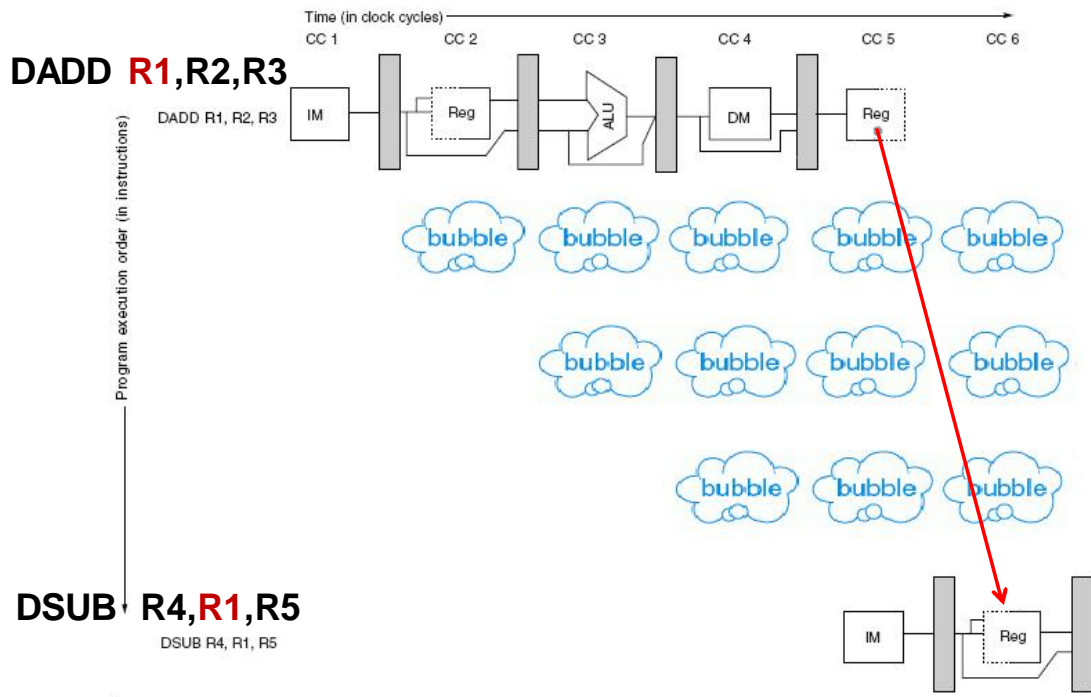 Time (in clock cycles)
CC 1 CC 2 CC 3 CC 4 CC 5 CC 6
DADD R1,R2,R3
DADD R1, R2, R3 IM Reg ALU DM Reg
Program execution order (in instructions)
bubble bubble bubble bubble bubble
bubble bubble bubble bubble
bubble bubble bubble
DSUB R4,R1,R5
DSUB R4, R1, R5 IM Reg